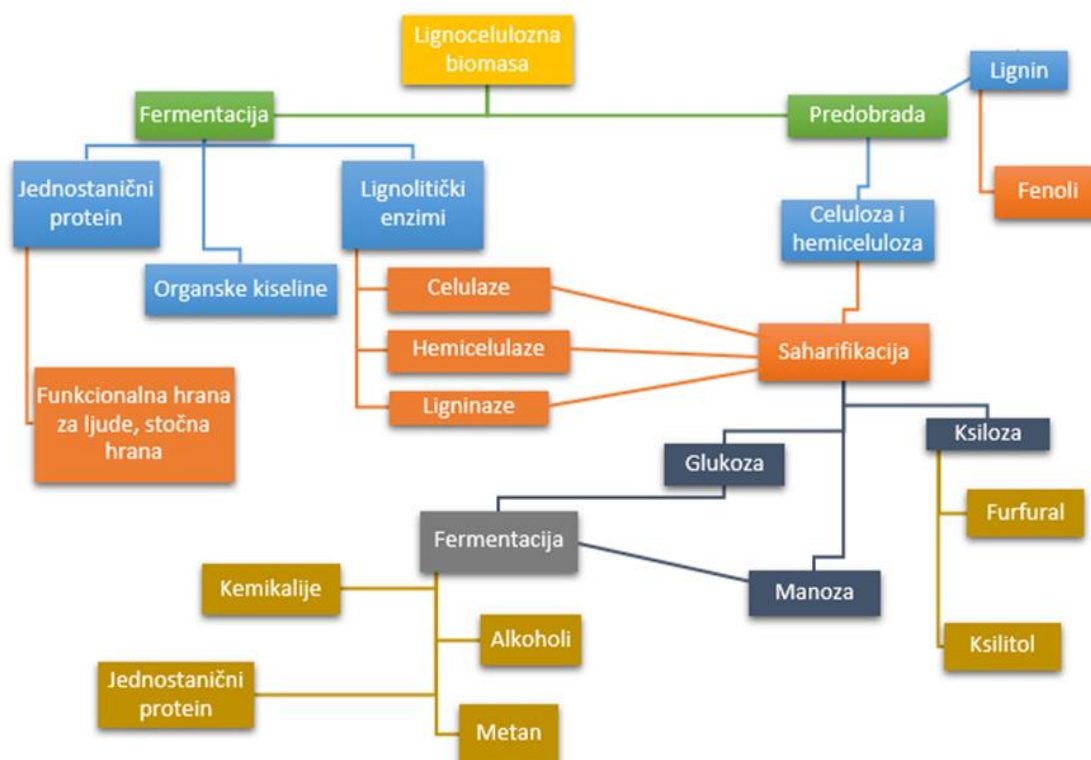 Lignocelulozna
biomasa
Lignin
Fermentacija
Predobrada
Jednostanični
protein
Lignolitički
enzimi
Fenoli
Celuloza i
hemiceluloza
Organske kiseline
Celulaze
Hemicelulaze
Saharifikacija
Funkcionalna hrana
za ljude, stočna
hrana
Ligninaze
Ksiloza
Glukoza
Furfural
Fermentacija
Kemikalije
Manoza
Alkoholi
Ksilitol
Jednostanični
protein
Metan